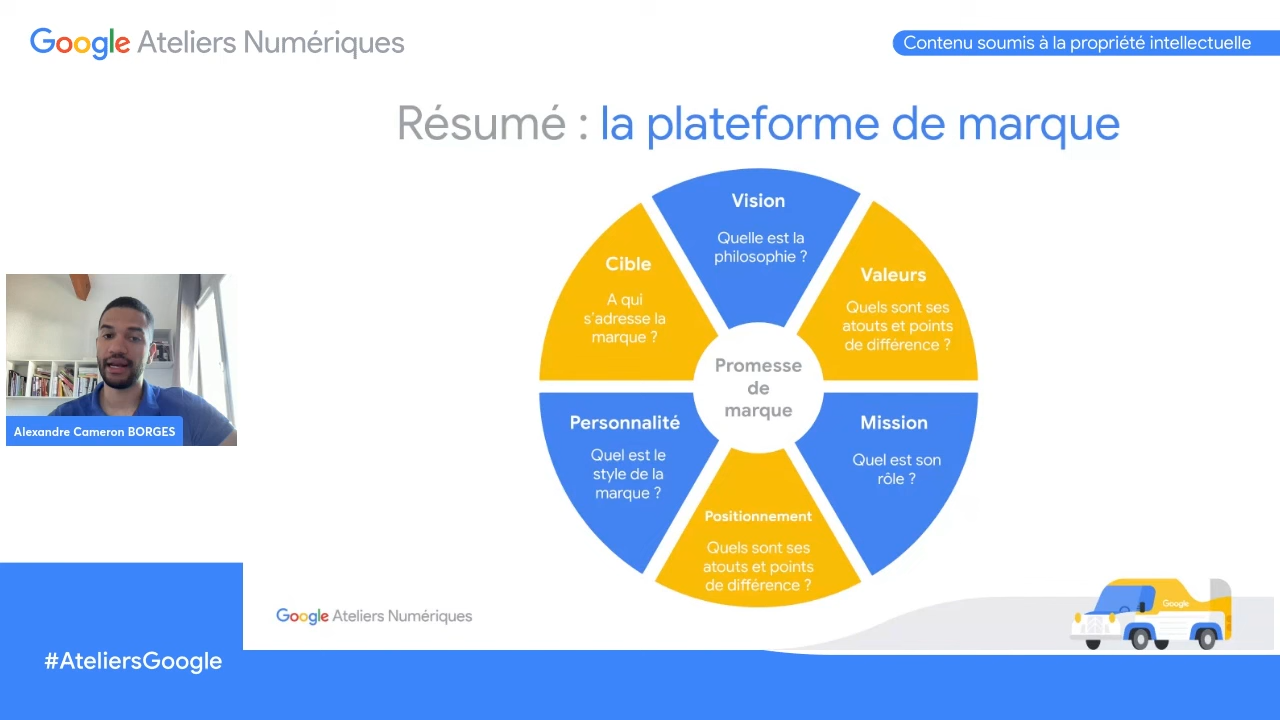 Google Ateliers Numériques
Contenu soumis à la propriété intellectuelle
Résumé : la plateforme de marque
Vision
Quelle est la
philosophie ?
Valeurs
Quels sont ses
atouts et points
de différence ?
Mission
Quel est son
rôle ?
Positionnement
Quels sont ses
atouts et points
de différence ?
Personnalité
Quel est le
style de la
marque ?
Cible
A qui
s'adresse la
marque ?
Promesse
de
marque
Alexandre Cameron BORGES
Google Ateliers Numériques
Google
#AteliersGoogle